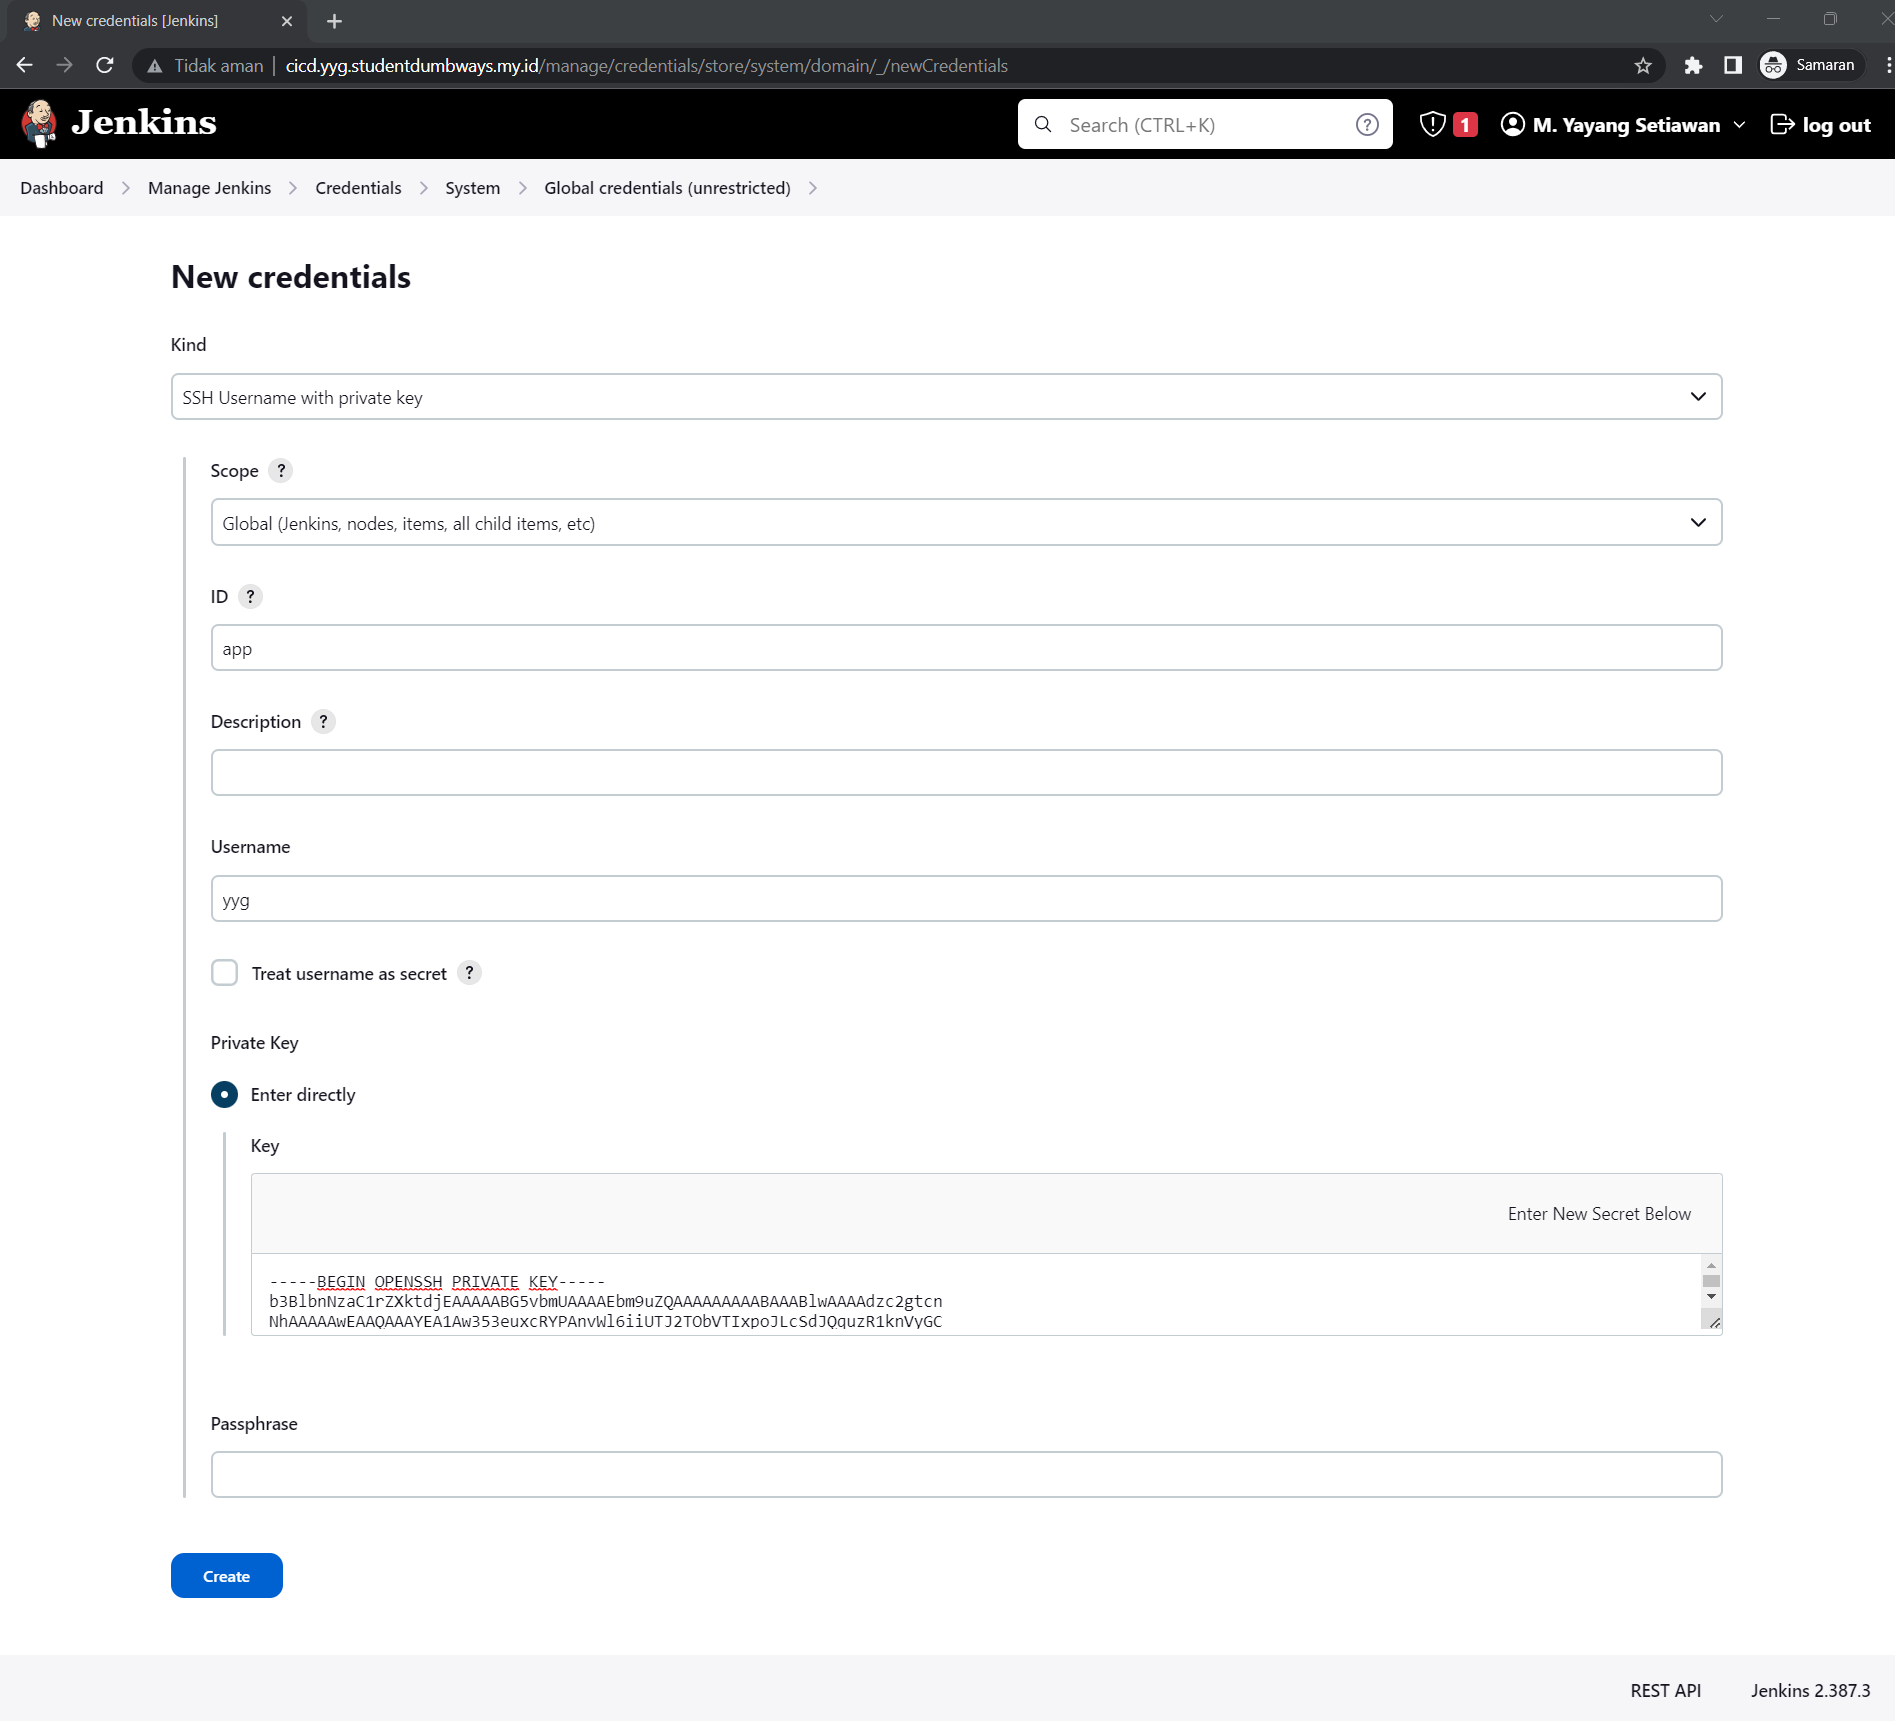 New credentials [Jenkins]
Tidak aman cicd.yyg.studentdumbways.my.id/manage/credentials/store/system/domain/_/newCredentials
Samaran
Jenkins
Search (CTRL+K)
1
M. Yayang Setiawan
log out
Dashboard
Manage Jenkins
Credentials
System
Global credentials (unrestricted)
New credentials
Kind
SSH Username with private key
Scope ?
Global (Jenkins, nodes, items, all child items, etc)
ID ?
app
Description ?
Username
yyg
Treat username as secret ?
Private Key
Enter directly
Key
Enter New Secret Below
-----BEGIN OPENSSH PRIVATE KEY-----
Passphrase
Create
REST API
Jenkins 2.387.3